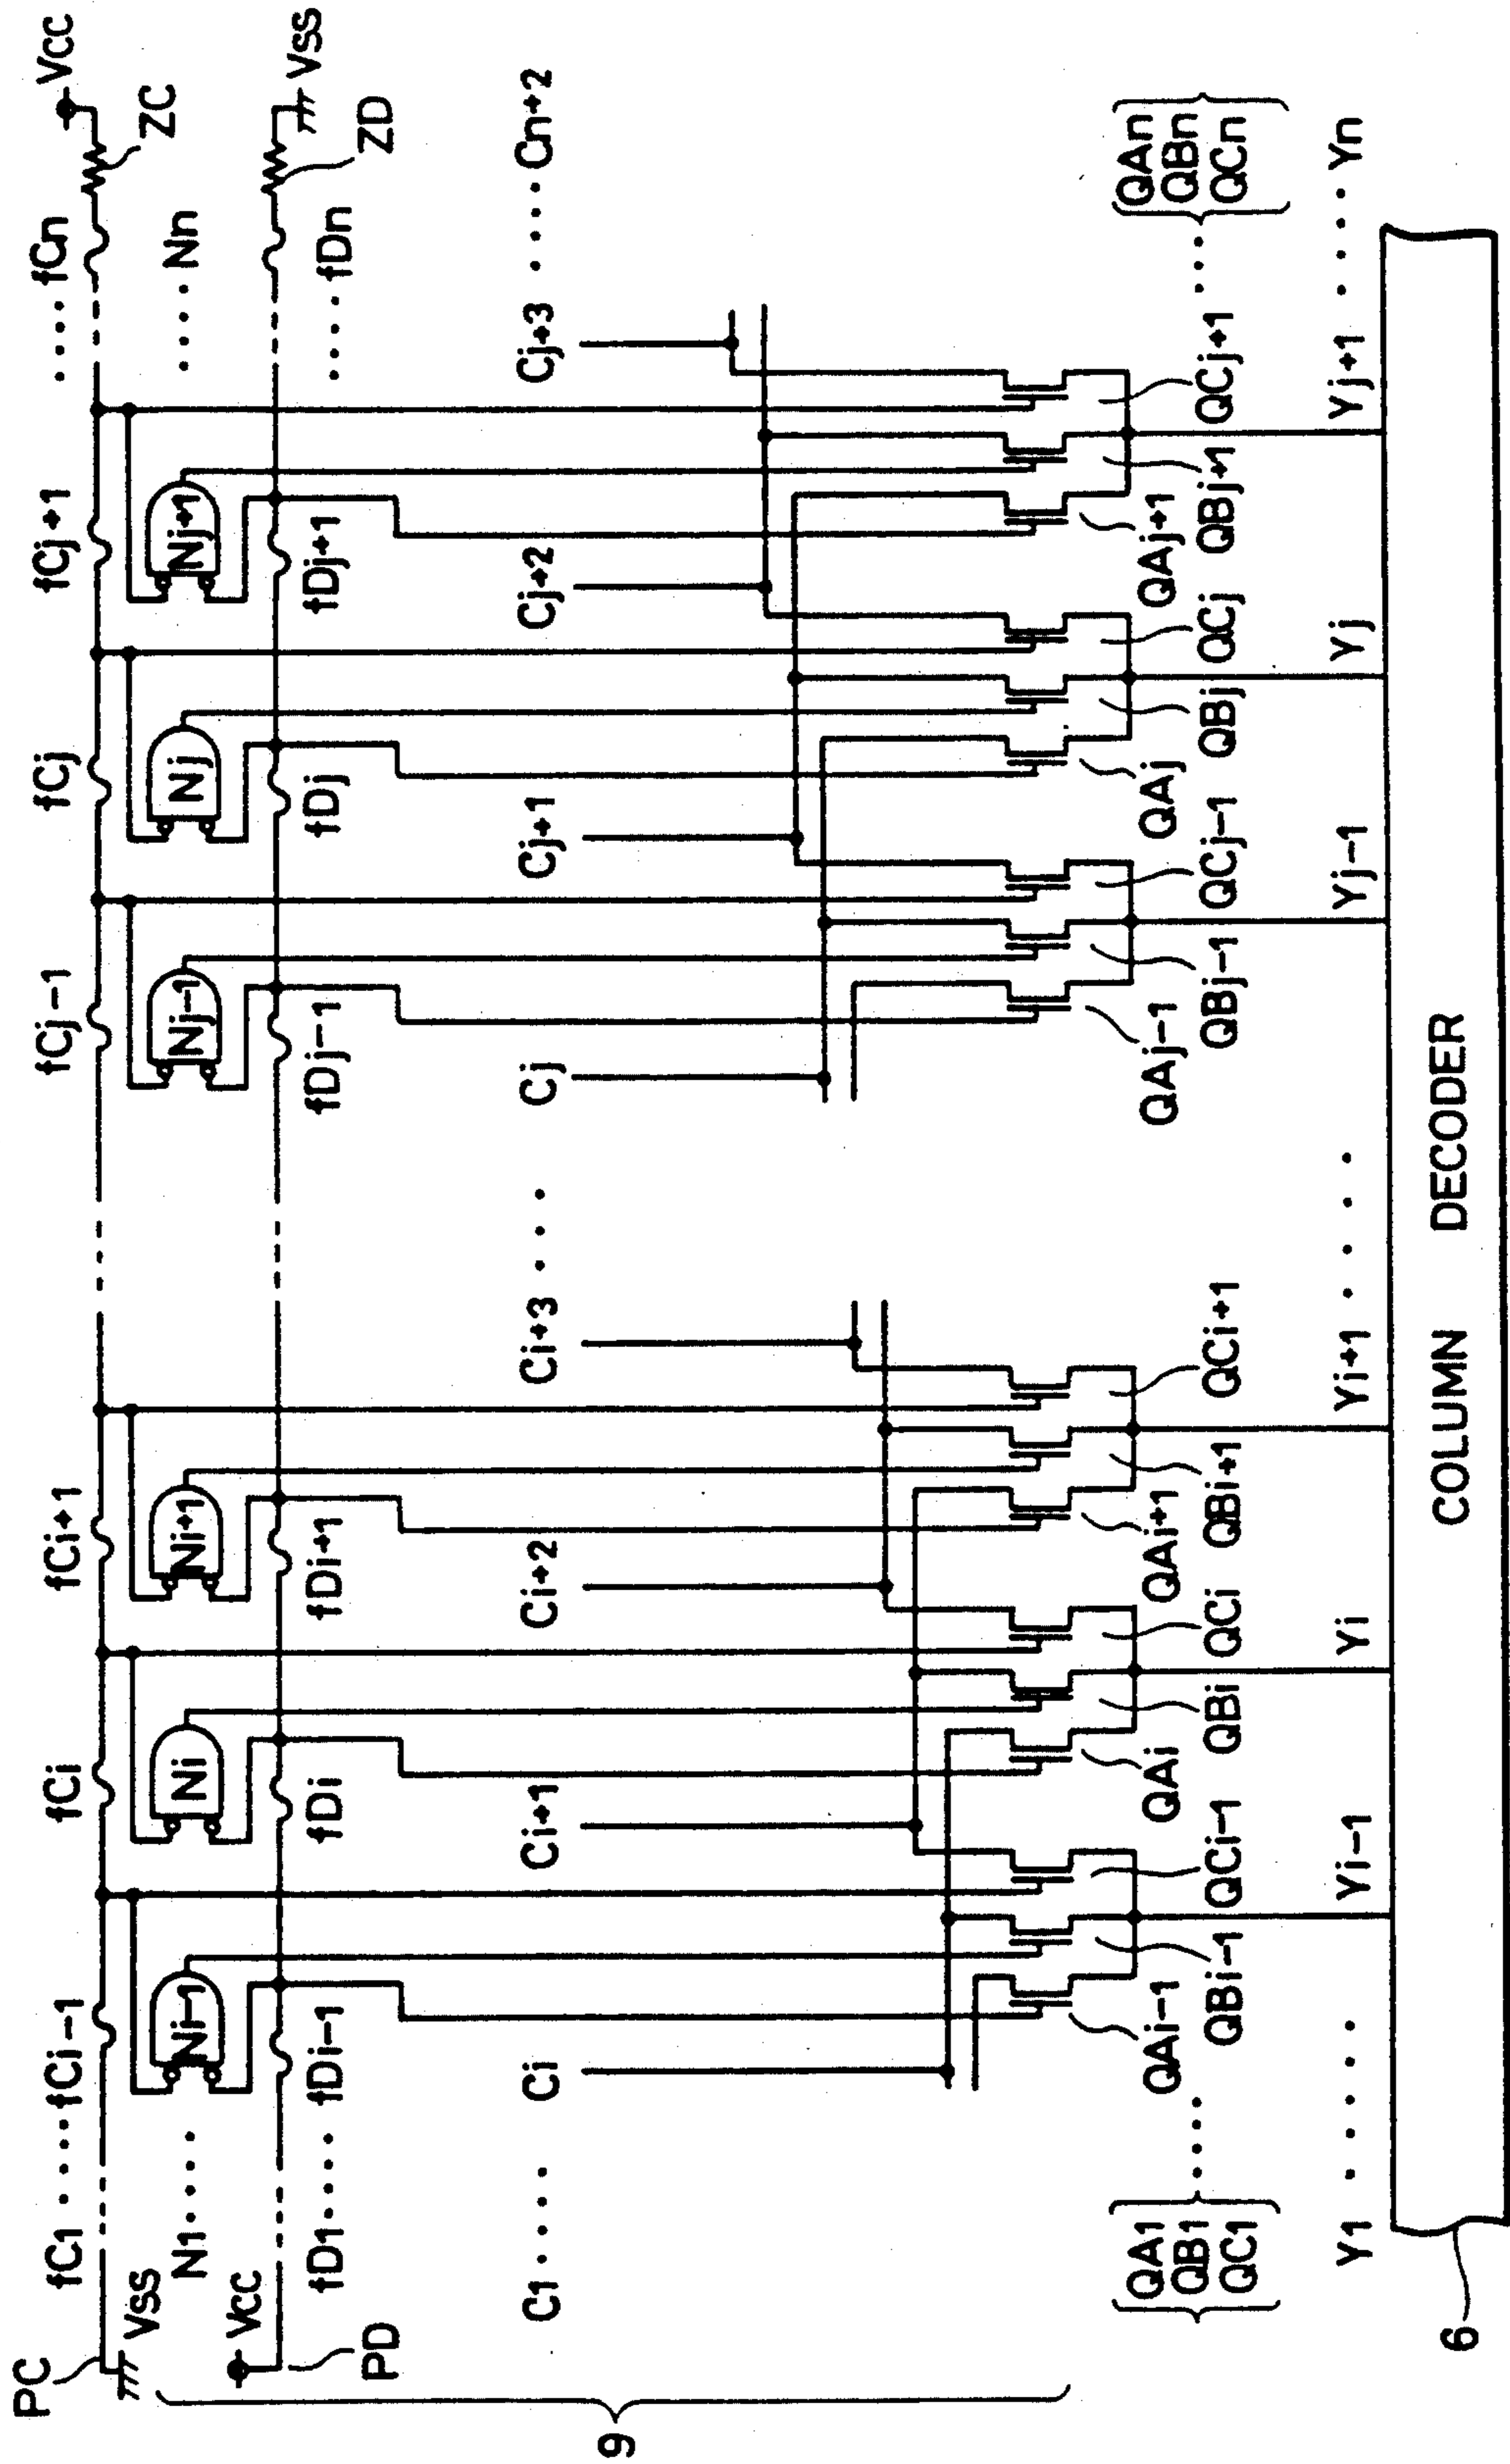 PC
fC1 ···· fCi-1 fCi fCi+1 fCj-1 fCj fCj+1 ···· fCn
Vcc
VSS
ZC
N1 ···· Ni-1 Ni Ni+1 Nj-1 Nj Nj+1 ···· Nn
Vcc
VSS
PD
fD1 ···· fDi-1 fDi fDi+1 fDj-1 fDj fDj+1 ···· fDn
ZD
9
C1 ···· Ci Ci+1 Ci+2 Ci+3 ··· Cj Cj+1 Cj+2 Cj+3 ···· Cn+2
QA1
QB1
QC1
····
QAi-1 QAi QAi+1 QAj-1 QAj QAj+1
QBi-1 QCi-1 QBi QCi QBi+1 QCi+1 QBj-1 QCj-1 QBj QCj QBj+1 QCj+1
···
QAn
QBn
QCn
Y1 ···· Yi-1 Yi Yi+1 ···· Yj-1 Yj Yj+1 ···· Yn
6
COLUMN DECODER